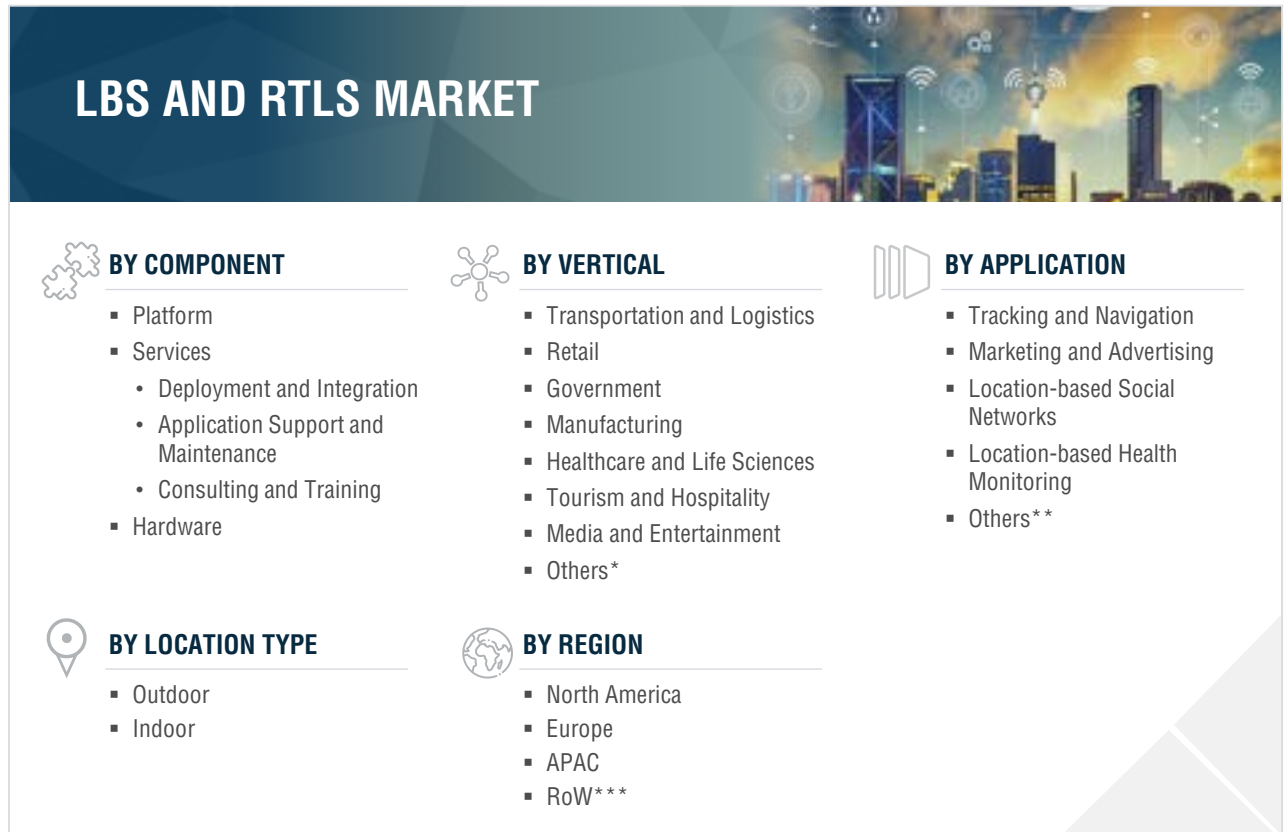 LBS AND RTLS MARKET
BY COMPONENT
▪ Platform
▪ Services
• Deployment and Integration
• Application Support and
Maintenance
• Consulting and Training
▪ Hardware
BY VERTICAL
▪ Transportation and Logistics
▪ Retail
▪ Government
▪ Manufacturing
▪ Healthcare and Life Sciences
▪ Tourism and Hospitality
▪ Media and Entertainment
▪ Others*
BY APPLICATION
▪ Tracking and Navigation
▪ Marketing and Advertising
▪ Location-based Social
Networks
▪ Location-based Health
Monitoring
▪ Others**
BY LOCATION TYPE
▪ Outdoor
▪ Indoor
BY REGION
▪ North America
▪ Europe
▪ APAC
▪ RoW***